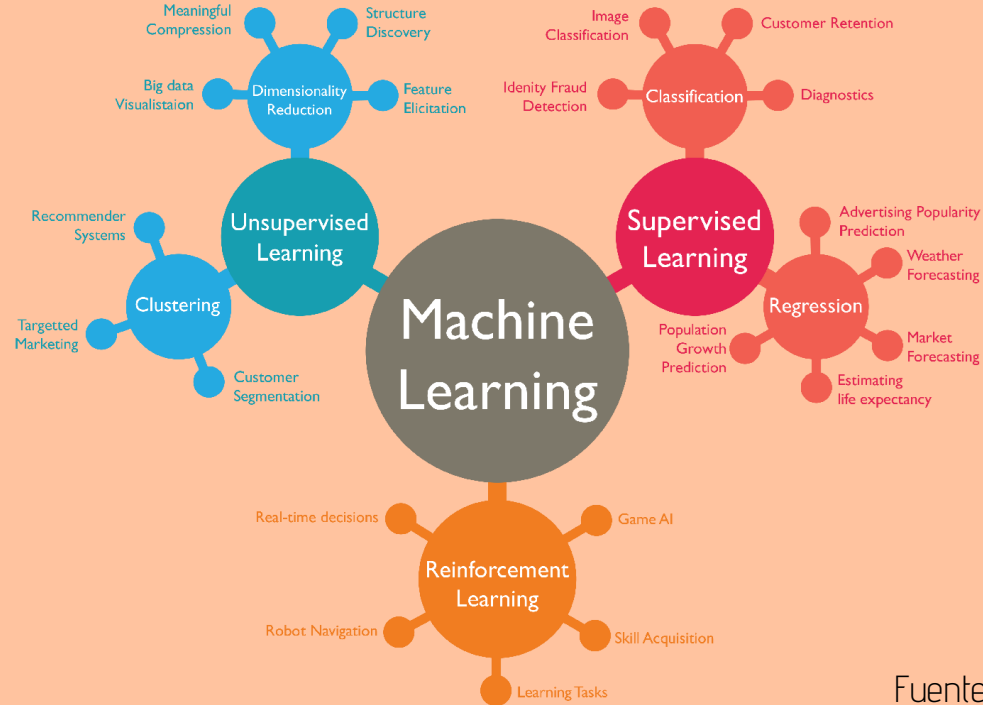 Meaningful
Compression
Structure
Discovery
Big data
Visualistaion
Dimensionality
Reduction
Feature
Elicitation
Image
Classification
Customer Retention
Idenity Fraud
Detection
Classification
Diagnostics
Recommender
Systems
Unsupervised
Learning
Clustering
Targetted
Marketing
Customer
Segmentation
Machine
Learning
Supervised
Learning
Advertising Popularity
Prediction
Weather
Forecasting
Regression
Population
Growth
Prediction
Market
Forecasting
Estimating
life expectancy
Real-time decisions
Game AI
Reinforcement
Learning
Robot Navigation
Skill Acquisition
Learning Tasks
Fuente